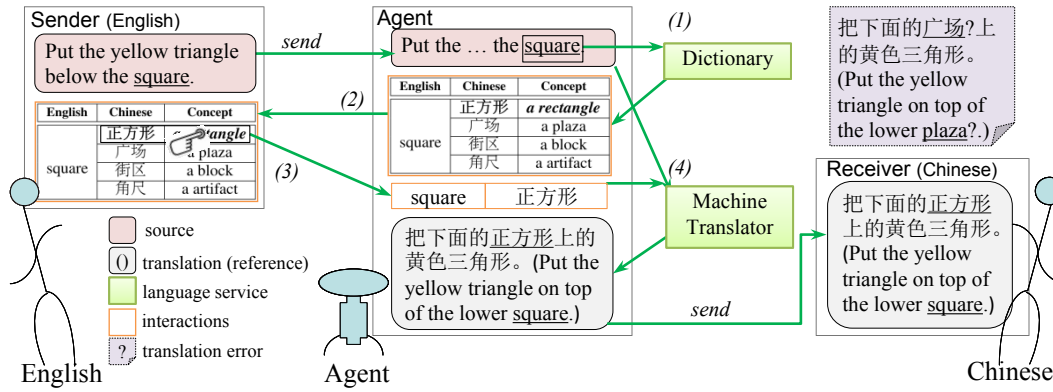 Sender (English)
Put the yellow triangle
below the square.
send
English Chinese Concept
square
正方形 a rectangle
广场 a plaza
街区 a block
角尺 a artifact
(2)
(3)
Agent
Put the … the square.
(1)
Dictionary
English Chinese Concept
square
正方形 a rectangle
广场 a plaza
街区 a block
角尺 a artifact
square 正方形
(4)
Machine
Translator
把下面的正方形上的
黄色三角形。(Put the
yellow triangle on top
of the lower square.)
send
把下面的广场?上
的黄色三角形。
(Put the yellow
triangle on top of
the lower plaza?.)
Receiver (Chinese)
把下面的正方形
上的黄色三角形。
(Put the yellow
triangle on top of
the lower square.)
source
() translation (reference)
language service
interactions
? translation error
English
Agent
Chinese